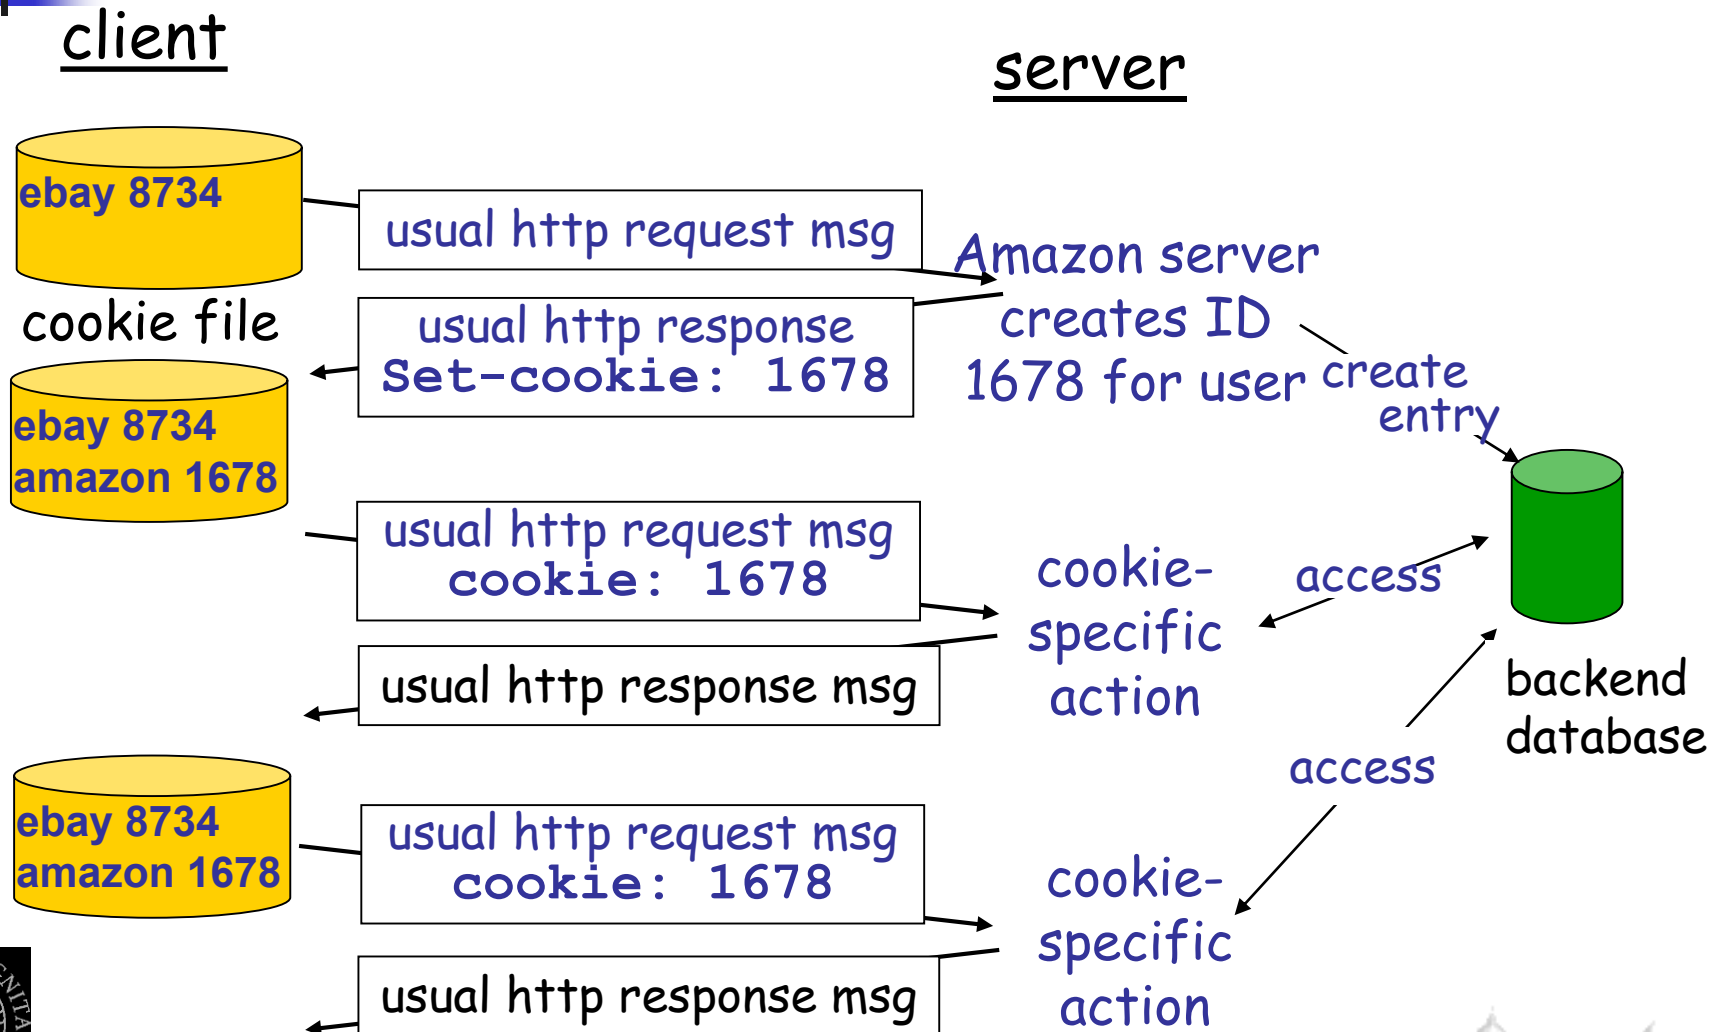 client
server
ebay 8734
usual http request msg
Amazon server
creates ID
1678 for user
cookie file
usual http response
Set-cookie: 1678
create
entry
ebay 8734
amazon 1678
usual http request msg
cookie: 1678
cookie-
specific
action
access
usual http response msg
backend
database
access
ebay 8734
amazon 1678
usual http request msg
cookie: 1678
cookie-
specific
action
usual http response msg